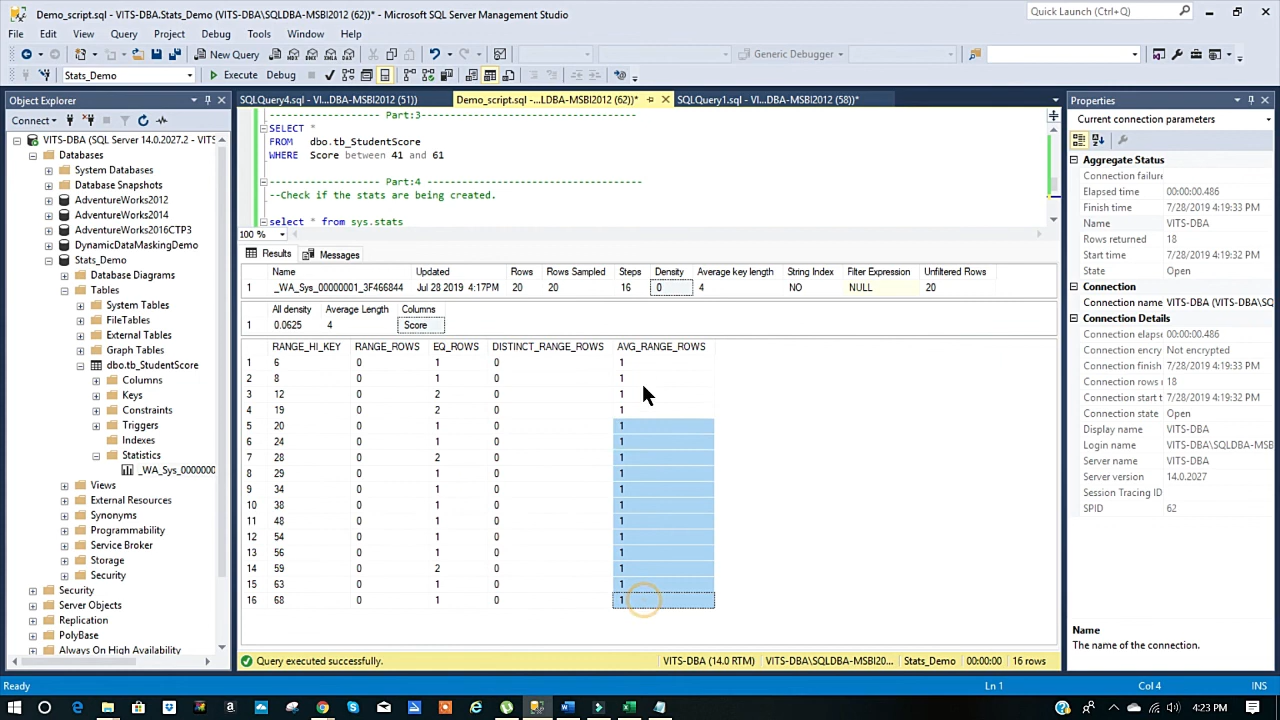 Demo_script.sql - VITS-DBA.Stats_Demo (VITS-DBA\SQLDBA-MSBI2012 (62))* - Microsoft SQL Server Management Studio
Quick Launch (Ctrl+Q)
File Edit View Query Project Debug Tools Window Help
New Query Generic Debugger
Stats_Demo Execute Debug
Object Explorer
Connect
VITS-DBA (SQL Server 14.0.2027.2 - VITS
Databases
System Databases
Database Snapshots
AdventureWorks2012
AdventureWorks2014
AdventureWorks2016CTP3
DynamicDataMaskingDemo
Stats_Demo
Database Diagrams
Tables
System Tables
FileTables
External Tables
Graph Tables
dbo.tb_StudentScore
Columns
Keys
Constraints
Triggers
Indexes
Statistics
_WA_Sys_0000000
Views
External Resources
Synonyms
Programmability
Service Broker
Storage
Security
Security
Server Objects
Replication
PolyBase
Always On High Availability
SQLQuery4.sql - VI...DBA-MSBI2012 (51)) Demo_script.sql -...LDBA-MSBI2012 (62))* SQLQuery1.sql - VI...DBA-MSBI2012 (58))*
------------------- Part:3-----------------------------------
SELECT *
FROM dbo.tb_StudentScore
WHERE Score between 41 and 61
------------------- Part:4 ------------------------------------
--Check if the stats are being created.
select * from sys.stats
100 %
Results Messages
Name Updated Rows Rows Sampled Steps Density Average key length String Index Filter Expression Unfiltered Rows
1 _WA_Sys_00000001_3F466844 Jul 28 2019 4:17PM 20 20 16 0 4 NO NULL 20
All density Average Length Columns
1 0.0625 4 Score
RANGE_HI_KEY RANGE_ROWS EQ_ROWS DISTINCT_RANGE_ROWS AVG_RANGE_ROWS
1 6 0 1 0 1
2 8 0 1 0 1
3 12 0 2 0 1
4 19 0 2 0 1
5 20 0 1 0 1
6 24 0 1 0 1
7 28 0 2 0 1
8 29 0 1 0 1
9 34 0 1 0 1
10 38 0 1 0 1
11 48 0 1 0 1
12 54 0 1 0 1
13 56 0 1 0 1
14 59 0 2 0 1
15 63 0 1 0 1
16 68 0 1 0 1
Query executed successfully. VITS-DBA (14.0 RTM) VITS-DBA\SQLDBA-MSBI20... Stats_Demo 00:00:00 16 rows
Properties
Current connection parameters
Aggregate Status
Connection failure
Elapsed time 00:00:00.486
Finish time 7/28/2019 4:19:33 PM
Name VITS-DBA
Rows returned 18
Start time 7/28/2019 4:19:33 PM
State Open
Connection
Connection name VITS-DBA (VITS-DBA\SQ
Connection Details
Connection elaps 00:00:00.486
Connection encry Not encrypted
Connection finish 7/28/2019 4:19:33 PM
Connection rows r 18
Connection start t 7/28/2019 4:19:32 PM
Connection state Open
Display name VITS-DBA
Login name VITS-DBA\SQLDBA-MSBI
Server name VITS-DBA
Server version 14.0.2027
Session Tracing ID
SPID 62
Name
The name of the connection.
Ready Ln 1 Col 4 INS
4:23 PM